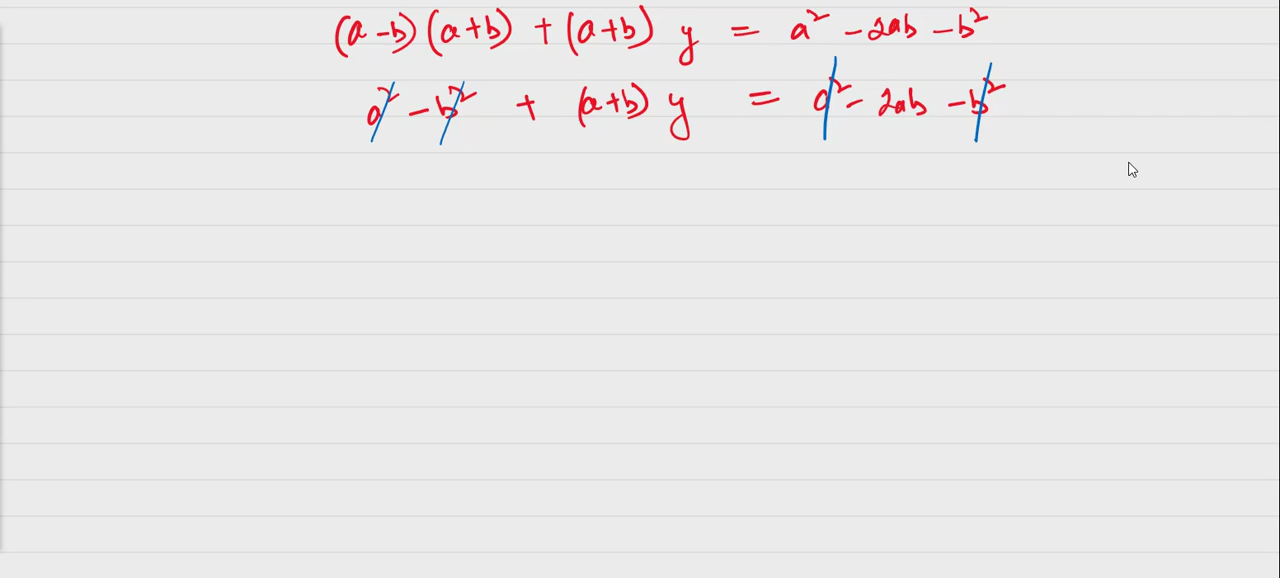 (a-b)(a+b) + (a+b) y = a² - 2ab - b²
a² - b² + (a+b) y = a² - 2ab - b²